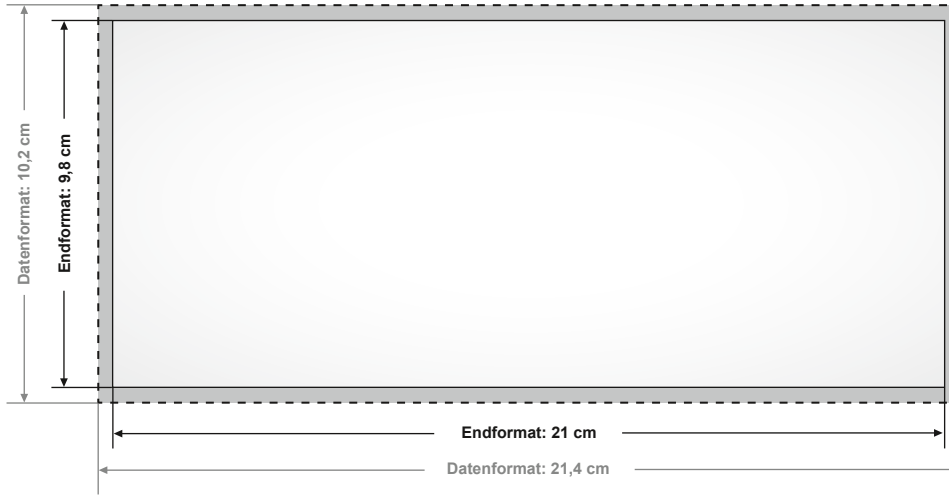 Datenformat: 10,2 cm
Endformat: 9,8 cm
Endformat: 21 cm
Datenformat: 21,4 cm